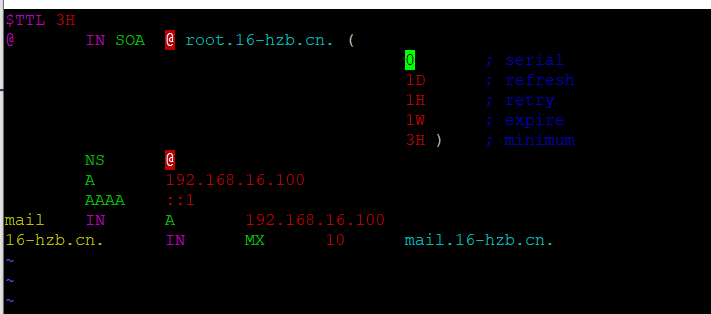 $TTL 3H
@ IN SOA @ root.16-hzb.cn. (
0 ; serial
1D ; refresh
1H ; retry
1W ; expire
3H ) ; minimum
NS @
A 192.168.16.100
AAAA ::1
mail IN A 192.168.16.100
16-hzb.cn. IN MX 10 mail.16-hzb.cn.
~
~
~